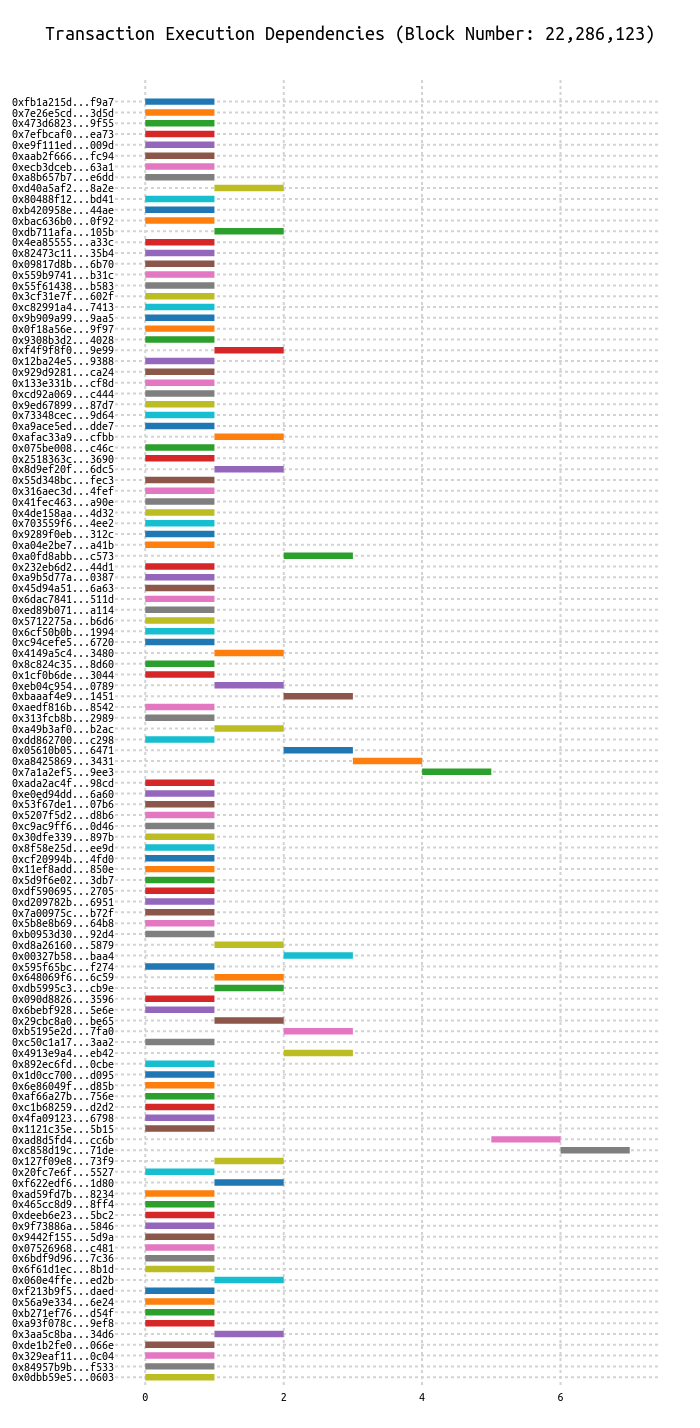 Transaction Execution Dependencies (Block Number: 22,286,123)
0xfb1a215d...f9a7
0x7e26e5cd...3d5d
0x473d6823...9f55
0x7efbcaf0...ea73
0xe9f111ed...009d
0xaab2f666...fc94
0xecb3dceb...63a1
0xa8b657b7...e6dd
0xd40a5af2...8a2e
0x80488f12...bd41
0xb420958e...44ae
0xbac636b0...0f92
0xdb711afa...105b
0x4ea85555...a33c
0x82473c11...35b4
0x09817d8b...6b70
0x559b9741...b31c
0x55f61438...b583
0x3cf31e7f...602f
0xc82991a4...7413
0x9b909a99...9aa5
0x0f18a56e...9f97
0x9308b3d2...4028
0xf4f9f8f0...9e99
0x12ba24e5...9388
0x929d9281...ca24
0x133e331b...cf8d
0xcd92a069...c444
0x9ed67899...87d7
0x73348cec...9d64
0xa9ace5ed...dde7
0xafac33a9...cfbb
0x075be008...c46c
0x2518363c...3690
0x8d9ef20f...6dc5
0x55d348bc...fec3
0x316aec3d...4fef
0x41fec463...a90e
0x4de158aa...4d32
0x703559f6...4ee2
0x9289f0eb...312c
0xa04e2be7...a41b
0xa0fd8abb...c573
0x232eb6d2...44d1
0xa9b5d77a...0387
0x45d94a51...6a63
0x6dac7841...511d
0xed89b071...a114
0x5712275a...b6d6
0x6cf50b0b...1994
0xc94cefe5...6720
0x4149a5c4...3480
0x8c824c35...8d60
0x1cf0b6de...3044
0xeb04c954...0789
0xbaaaf4e9...1451
0xaedf816b...8542
0x313fcb8b...2989
0xa49b3af0...b2ac
0xdd862700...c298
0x05610b05...6471
0xa8425869...3431
0x7a1a2ef5...9ee3
0xada2ac4f...98cd
0xe0ed94dd...6a60
0x53f67de1...07b6
0x5207f5d2...d8b6
0xc9ac9ff6...0d46
0x30dfe339...897b
0x8f58e25d...ee9d
0xcf20994b...4fd0
0x11ef8add...850e
0x5d9f6e02...3db7
0xdf590695...2705
0xd209782b...6951
0x7a00975c...b72f
0x5b8e8b69...64b8
0xb0953d30...92d4
0xd8a26160...5879
0x00327b58...baa4
0x595f65bc...f274
0x648069f6...6c59
0xdb5995c3...cb9e
0x090d8826...3596
0x6bebf928...5e6e
0x29cbc8a0...be65
0xb5195e2d...7fa0
0xc50c1a17...3aa2
0x4913e9a4...eb42
0x892ec6fd...0cbe
0x1d0cc700...d095
0x6e86049f...d85b
0xaf66a27b...756e
0xc1b68259...d2d2
0x4fa09123...6798
0x1121c35e...5b15
0xad8d5fd4...cc6b
0xc858d19c...71de
0x127f09e8...73f9
0x20fc7e6f...5527
0xf622edf6...1d80
0xad59fd7b...8234
0x465cc8d9...8ff4
0xdeeb6e23...5bc2
0x9f73886a...5846
0x9442f155...5d9a
0x07526968...c481
0x6bdf9d96...7c36
0x6f61d1ec...8b1d
0x060e4ffe...ed2b
0xf213b9f5...daed
0x56a9e334...6e24
0xb271ef76...d54f
0xa93f078c...9ef8
0x3aa5c8ba...34d6
0xde1b2fe0...066e
0x329eaf11...0c04
0x84957b9b...f533
0x0dbb59e5...0603
0 2 4 6